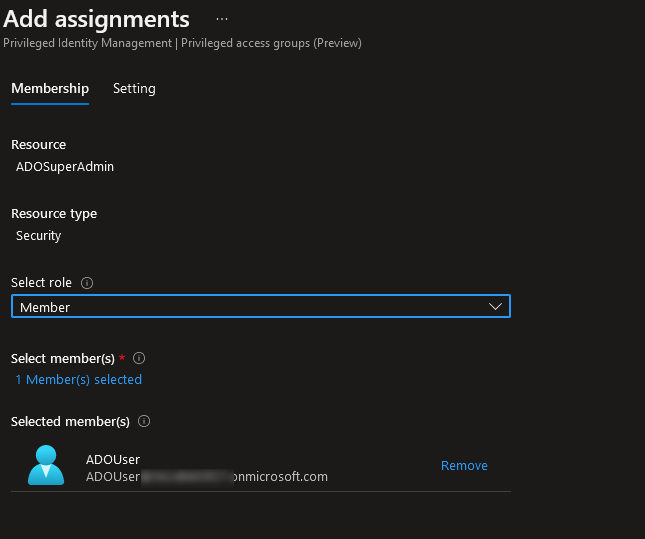 Add assignments ...
Privileged Identity Management | Privileged access groups (Preview)
Membership Setting
Resource
ADOSuperAdmin
Resource type
Security
Select role
Member
Select member(s) *
1 Member(s) selected
Selected member(s)
ADOUser
ADOUser onmicrosoft.com
Remove